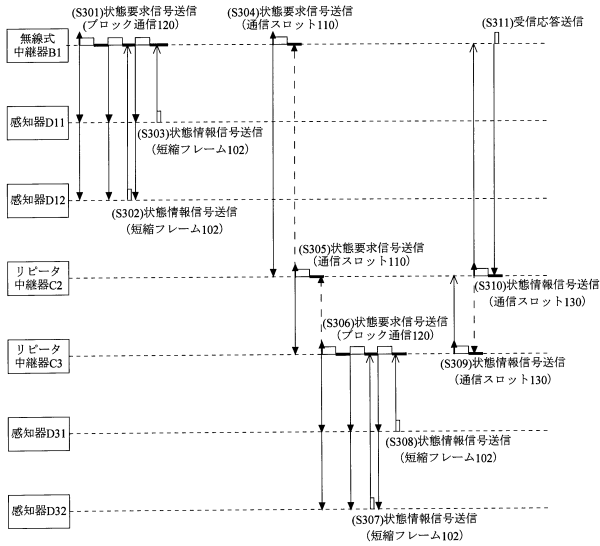 (S301)状態要求信号送信
(ブロック通信120)
(S304)状態要求信号送信
(通信スロット110)
(S311)受信応答送信
無線式
中継器B1
感知器D11
(S303)状態情報信号送信
(短縮フレーム102)
感知器D12
(S302)状態情報信号送信
(短縮フレーム102)
(S305)状態要求信号送信
(通信スロット110)
リピータ
中継器C2
(S310)状態情報信号送信
(通信スロット130)
(S306)状態要求信号送信
(ブロック通信120)
リピータ
中継器C3
(S309)状態情報信号送信
(通信スロット130)
感知器D31
(S308)状態情報信号送信
(短縮フレーム102)
感知器D32
(S307)状態情報信号送信
(短縮フレーム102)